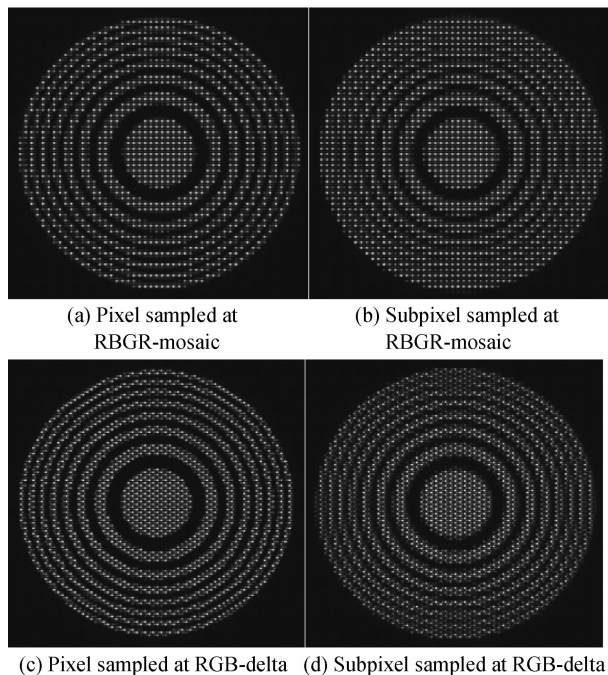 (a) Pixel sampled at
RBGR-mosaic
(b) Subpixel sampled at
RBGR-mosaic
(c) Pixel sampled at RGB-delta
(d) Subpixel sampled at RGB-delta